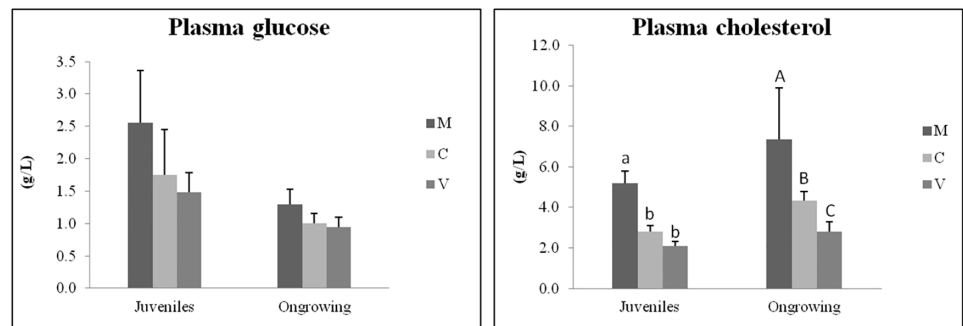 Plasma glucose
3.5
3.0
2.5
2.0
1.5
1.0
0.5
0.0
(g/L)
Juveniles
Ongrowing
M
C
V
Plasma cholesterol
12.0
10.0
8.0
6.0
4.0
2.0
0.0
(g/L)
a
b
b
A
B
C
Juveniles
Ongrowing
M
C
V